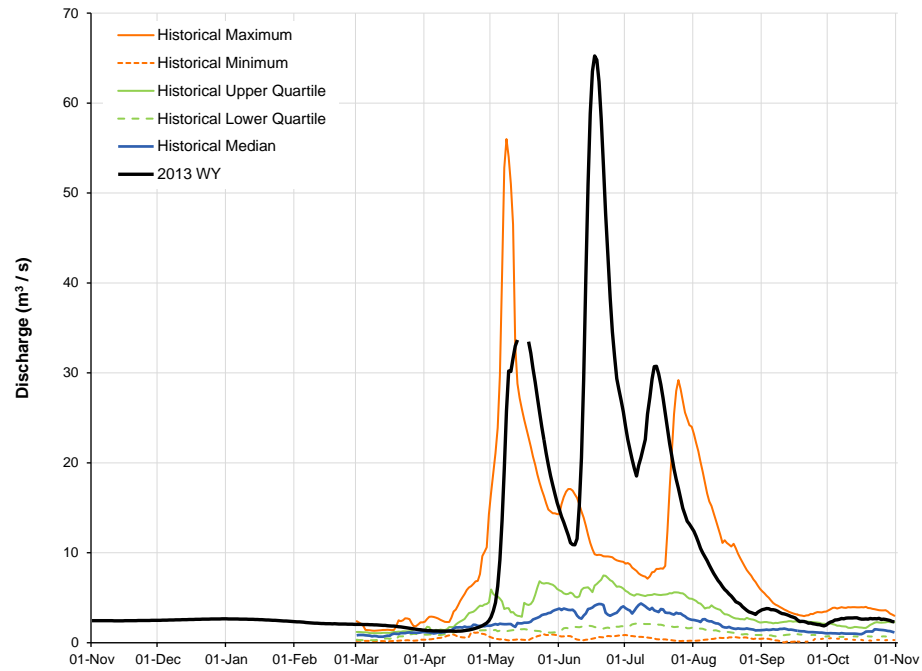 70
60
50
40
30
20
10
0
Discharge (m³ / s)
Historical Maximum
Historical Minimum
Historical Upper Quartile
Historical Lower Quartile
Historical Median
2013 WY
01-Nov 01-Dec 01-Jan 01-Feb 01-Mar 01-Apr 01-May 01-Jun 01-Jul 01-Aug 01-Sep 01-Oct 01-Nov